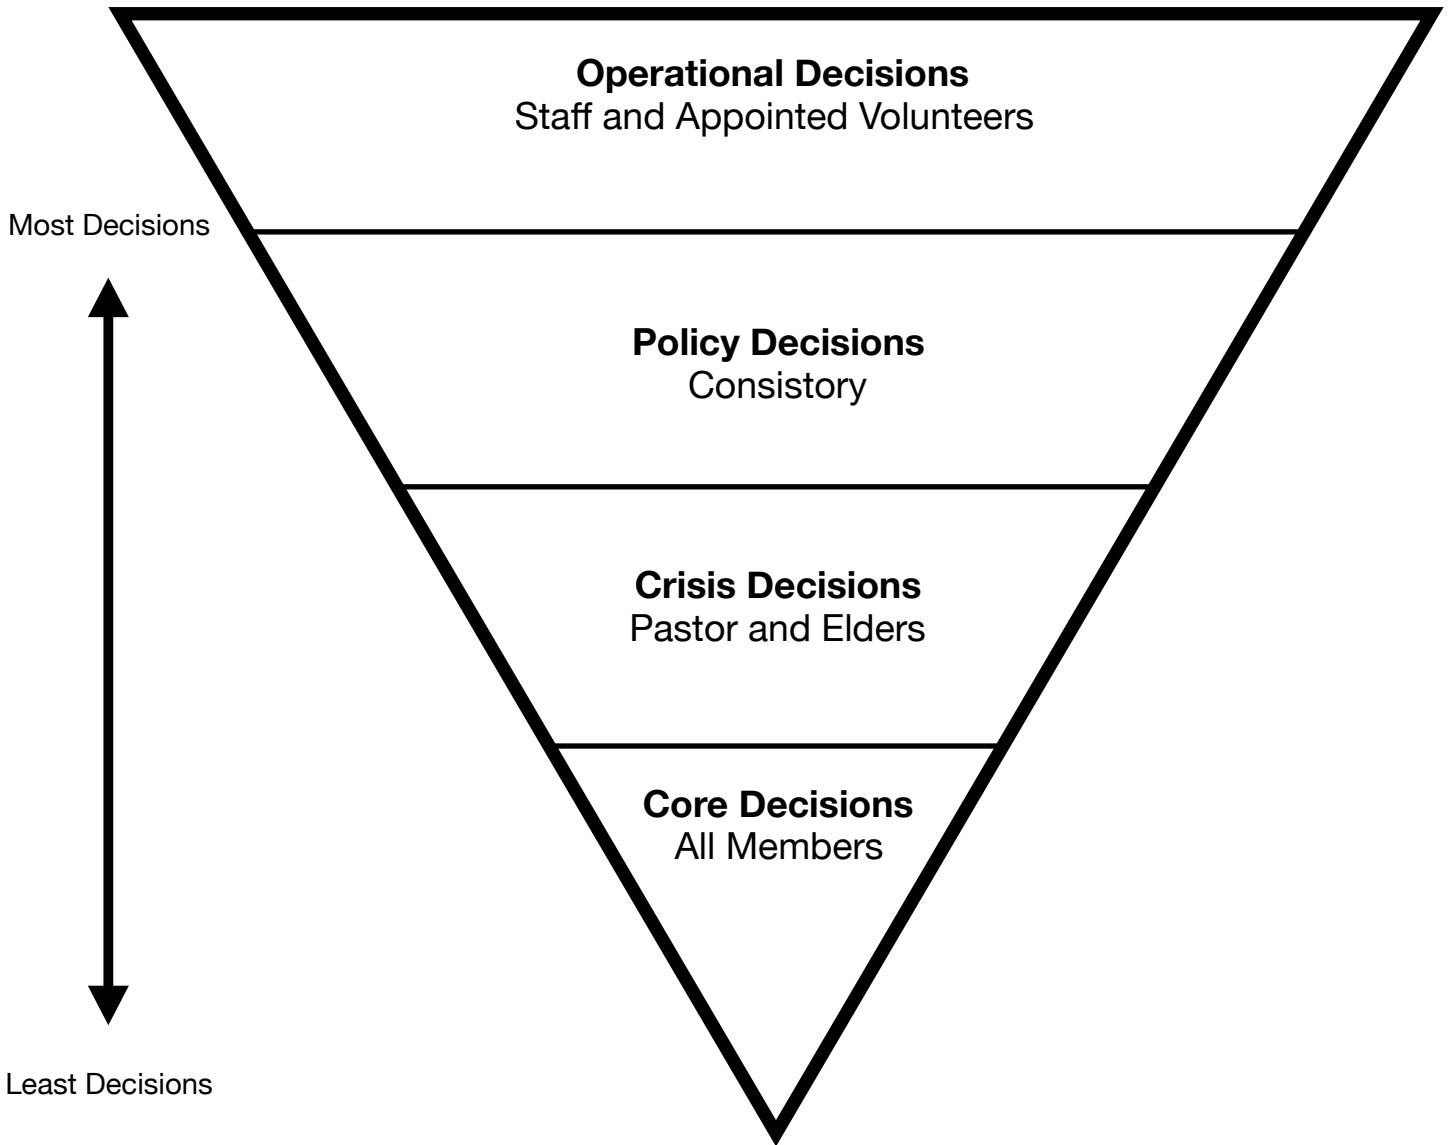 Operational Decisions
Staff and Appointed Volunteers
Most Decisions
Policy Decisions
Consistory
Crisis Decisions
Pastor and Elders
Core Decisions
All Members
Least Decisions